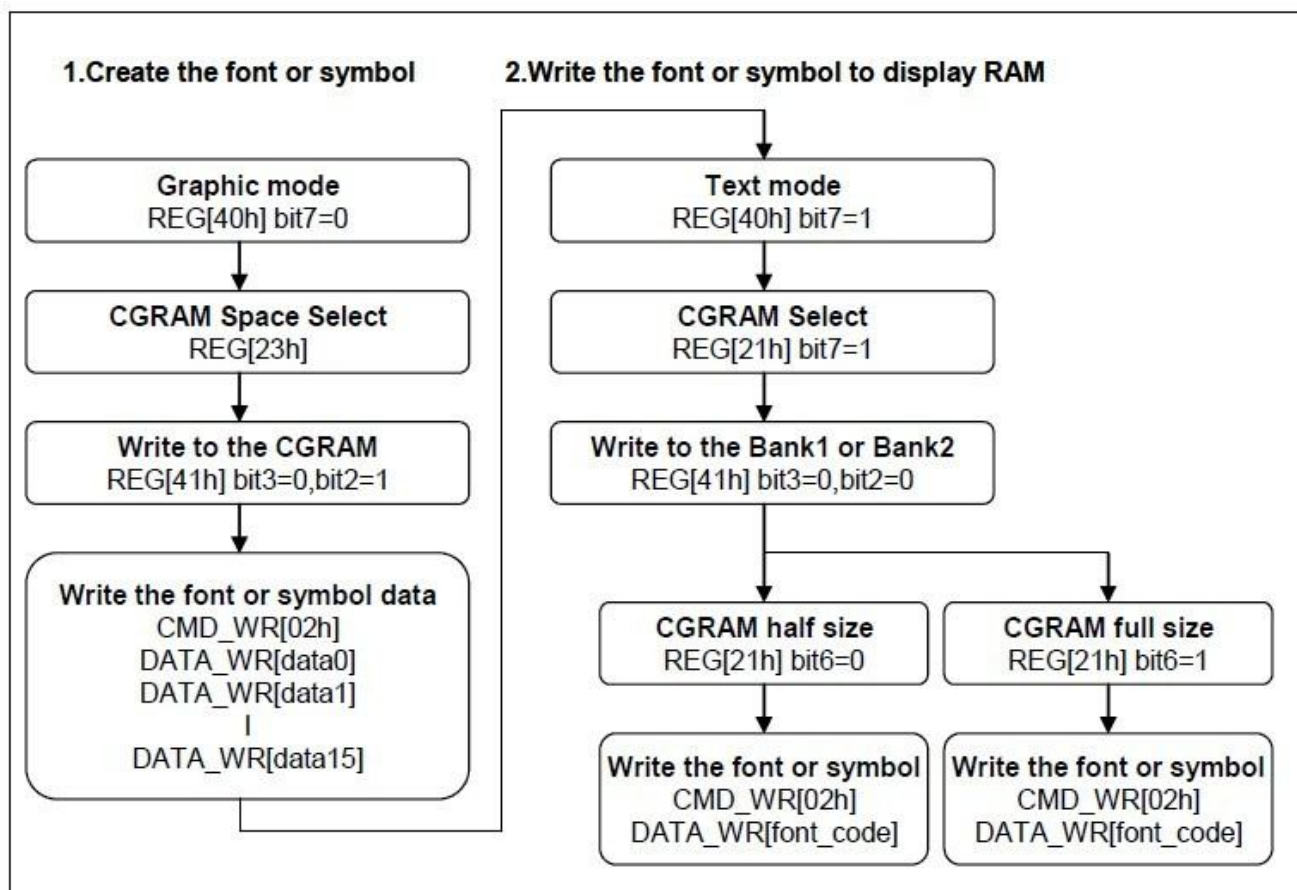 1.Create the font or symbol
Graphic mode
REG[40h] bit7=0
CGRAM Space Select
REG[23h]
Write to the CGRAM
REG[41h] bit3=0,bit2=1
Write the font or symbol data
CMD_WR[02h]
DATA_WR[data0]
DATA_WR[data1]
|
DATA_WR[data15]
2.Write the font or symbol to display RAM
Text mode
REG[40h] bit7=1
CGRAM Select
REG[21h] bit7=1
Write to the Bank1 or Bank2
REG[41h] bit3=0,bit2=0
CGRAM half size
REG[21h] bit6=0
Write the font or symbol
CMD_WR[02h]
DATA_WR[font_code]
CGRAM full size
REG[21h] bit6=1
Write the font or symbol
CMD_WR[02h]
DATA_WR[font_code]